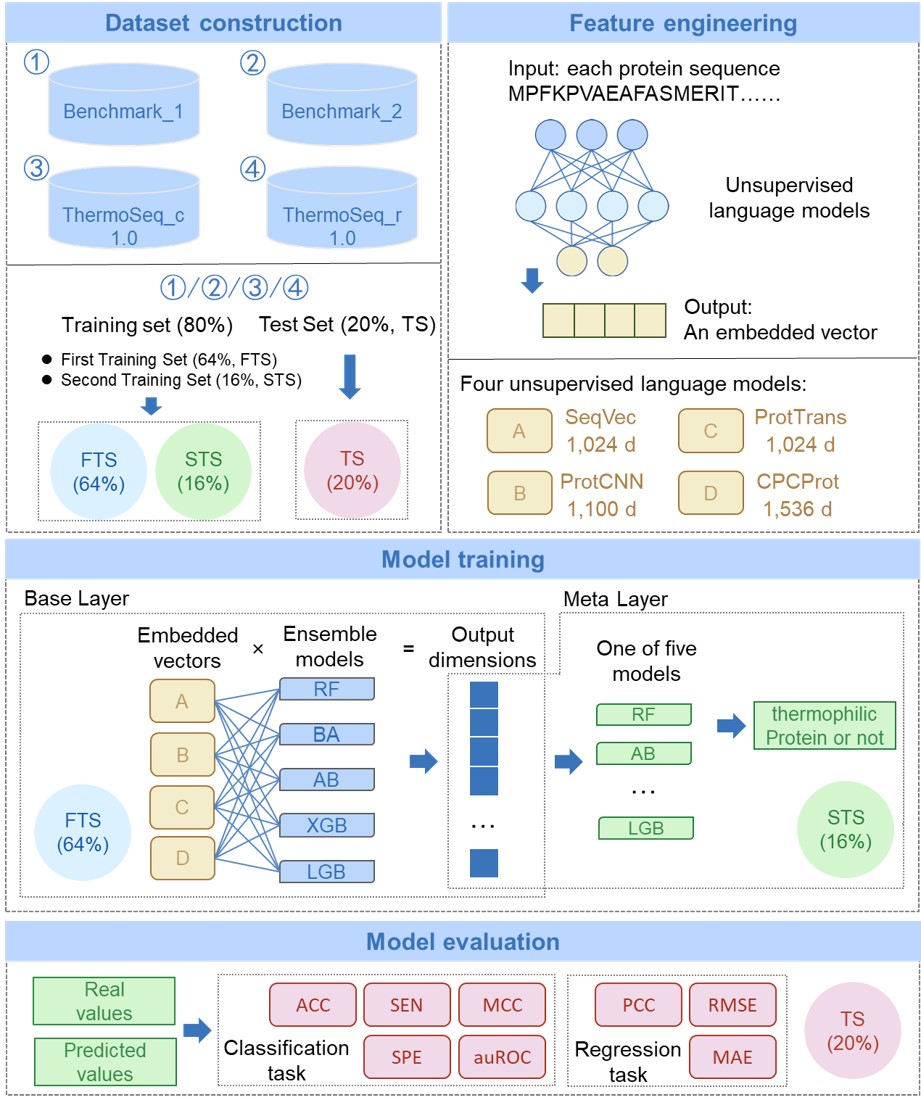 Dataset construction
①
Benchmark_1
②
Benchmark_2
③
ThermoSeq_c
1.0
④
ThermoSeq_r
1.0
①/②/③/④
Training set (80%)
Test Set (20%, TS)
● First Training Set (64%, FTS)
● Second Training Set (16%, STS)
FTS
(64%)
STS
(16%)
TS
(20%)
Feature engineering
Input: each protein sequence
MPFKPVAEAFASMERIT……
Unsupervised
language models
Output:
An embedded vector
Four unsupervised language models:
A
SeqVec
1,024 d
C
ProtTrans
1,024 d
B
ProtCNN
1,100 d
D
CPCProt
1,536 d
Model training
Base Layer
Embedded
vectors
×
Ensemble
models
=
Output
dimensions
A
B
C
D
RF
BA
AB
XGB
LGB
...
FTS
(64%)
Meta Layer
One of five
models
RF
AB
...
LGB
thermophilic
Protein or not
STS
(16%)
Model evaluation
Real
values
Predicted
values
ACC
SEN
MCC
Classification
task
SPE
auROC
PCC
RMSE
Regression
task
MAE
TS
(20%)